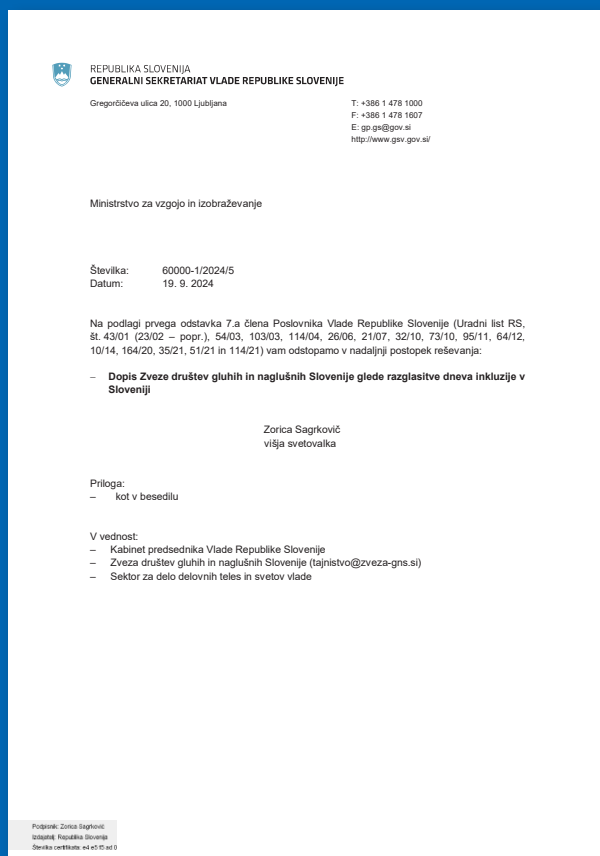 REPUBLIKA SLOVENIJA
GENERALNI SEKRETARIAT VLADE REPUBLIKE SLOVENIJE
Gregorčičeva ulica 20, 1000 Ljubljana
T: +386 1 478 1000
F: +386 1 478 1607
E: gp.gs@gov.si
http://www.gsv.gov.si/
Ministrstvo za vzgojo in izobraževanje
Številka: 60000-1/2024/5
Datum: 19. 9. 2024
Na podlagi prvega odstavka 7.a člena Poslovnika Vlade Republike Slovenije (Uradni list RS,
št. 43/01 (23/02 – popr.), 54/03, 103/03, 114/04, 26/06, 21/07, 32/10, 73/10, 95/11, 64/12,
10/14, 164/20, 35/21, 51/21 in 114/21) vam odstopamo v nadaljnji postopek reševanja:
– Dopis Zveze društev gluhih in naglušnih Slovenije glede razglasitve dneva inkluzije v
Sloveniji
Zorica Sagrkovič
višja svetovalka
Priloga:
– kot v besedilu
V vednost:
– Kabinet predsednika Vlade Republike Slovenije
– Zveza društev gluhih in naglušnih Slovenije (tajnistvo@zveza-gns.si)
– Sektor za delo delovnih teles in svetov vlade
Podpisnik: Zorica Sagrkovič
Izdajatelj: Republika Slovenija
Številka certifikata: e4 e5 f5 ad 0